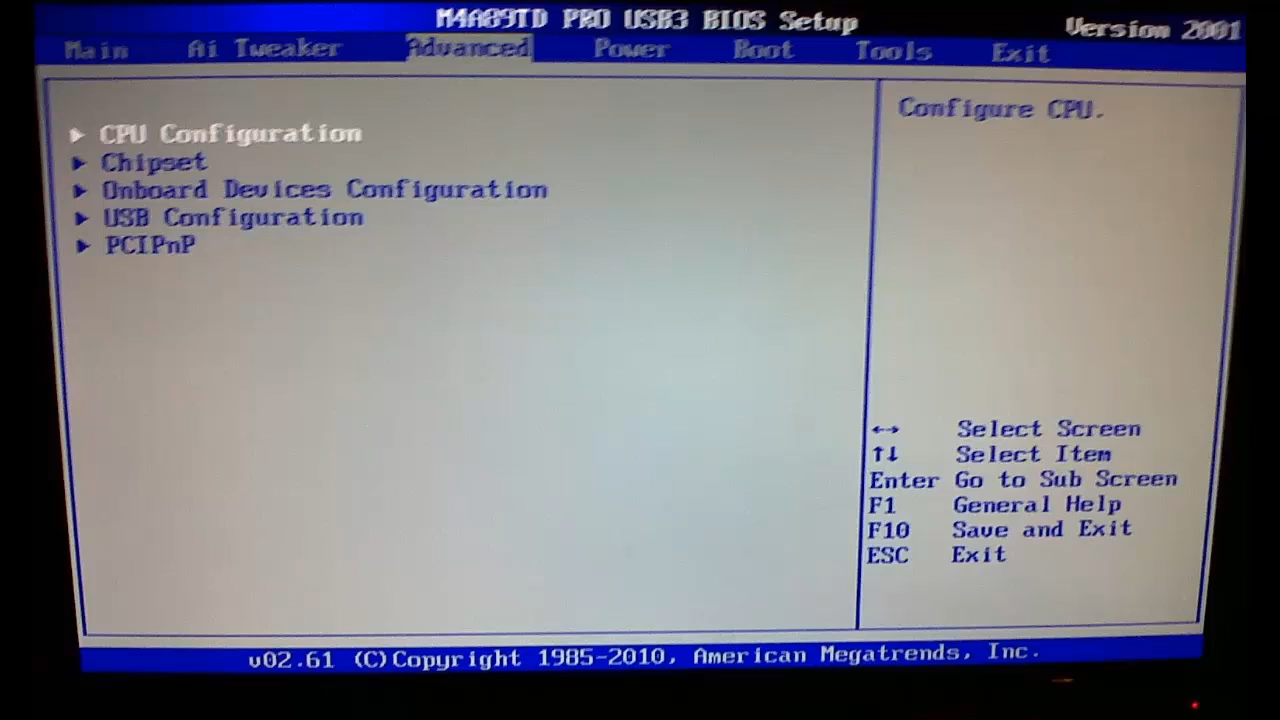 M4A89TD PRO USB3 BIOS Setup Version 2001
Main Ai Tweaker Advanced Power Boot Tools Exit
CPU Configuration
Chipset
Onboard Devices Configuration
USB Configuration
PCIPnP
Configure CPU.
←→ Select Screen
↑↓ Select Item
Enter Go to Sub Screen
F1 General Help
F10 Save and Exit
ESC Exit
v02.61 (C)Copyright 1985-2010, American Megatrends, Inc.